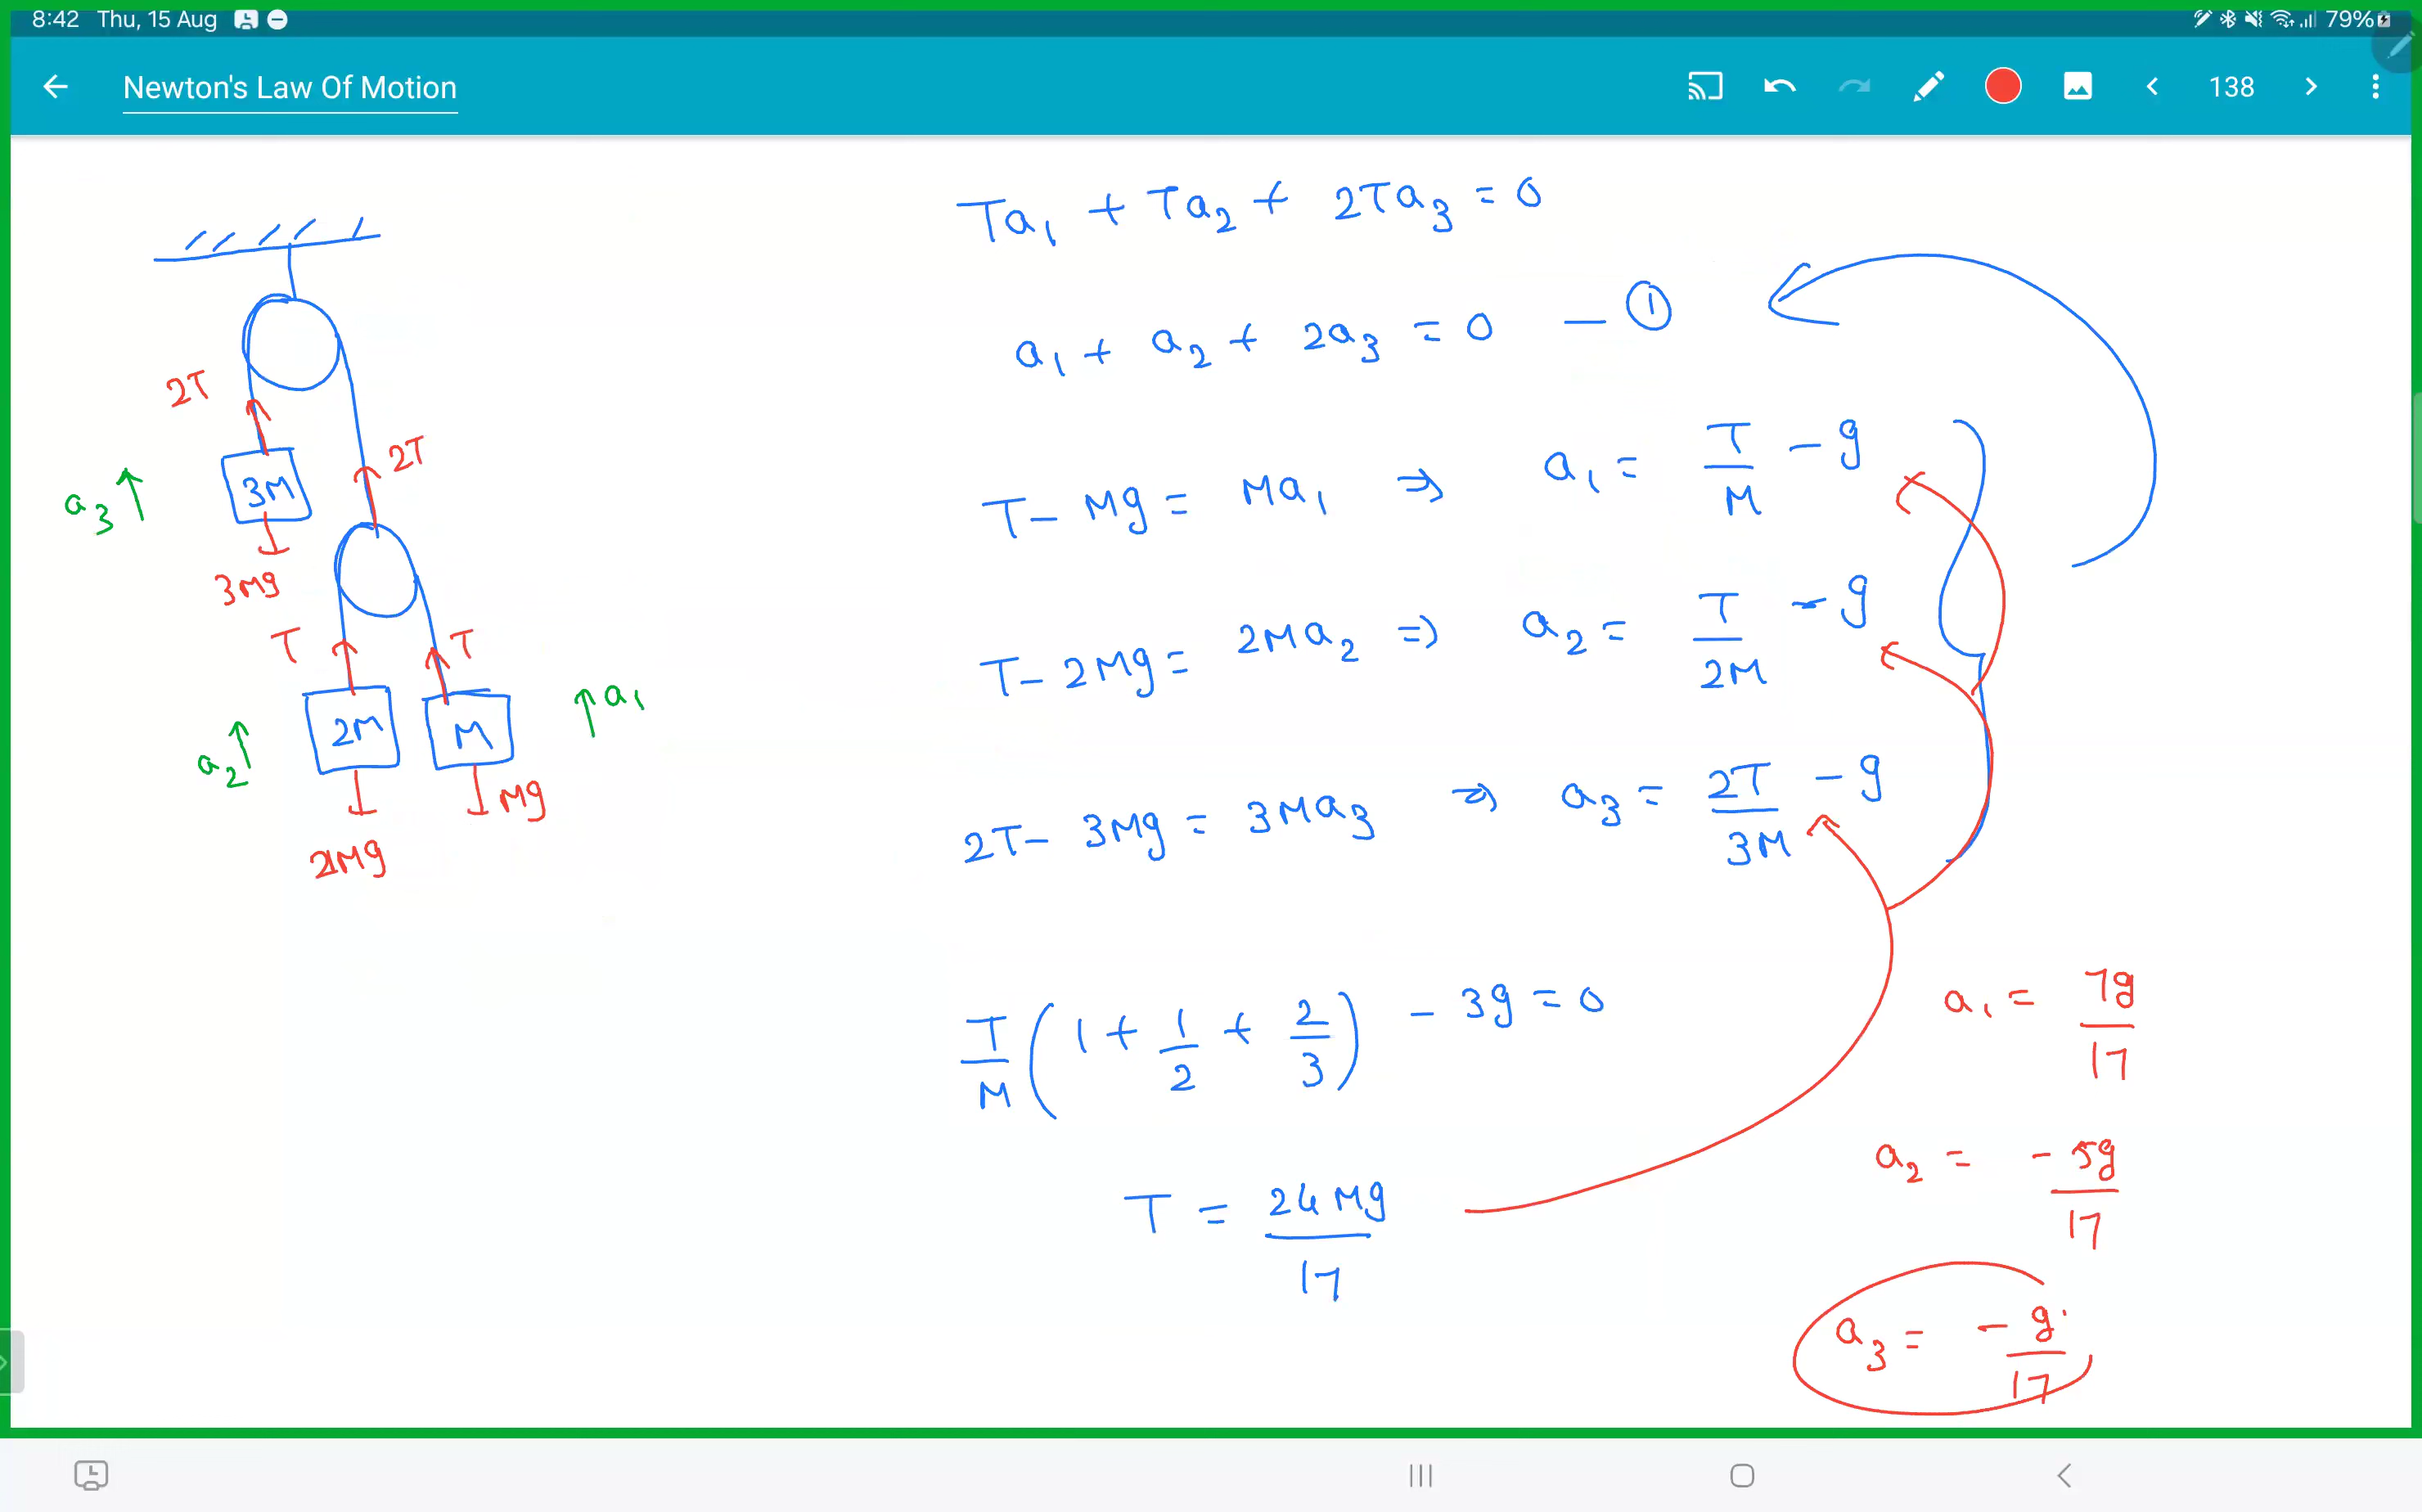 8:42 Thu, 15 Aug
79%
Newton's Law Of Motion
138
2T
2T
a₃
3M
3Mg
T
T
2M
M
a₁
a₂
Mg
2Mg
Ta₁ + Ta₂ + 2Ta₃ = 0
a₁ + a₂ + 2a₃ = 0 — ①
T - Mg = Ma₁ ⇒ a₁ = T/M - g
T - 2Mg = 2Ma₂ ⇒ a₂ = T/2M - g
2T - 3Mg = 3Ma₃ ⇒ a₃ = 2T/3M - g
T/M (1 + 1/2 + 2/3) - 3g = 0
T = 24Mg/17
a₁ = 7g/17
a₂ = -5g/17
a₃ = -g/17